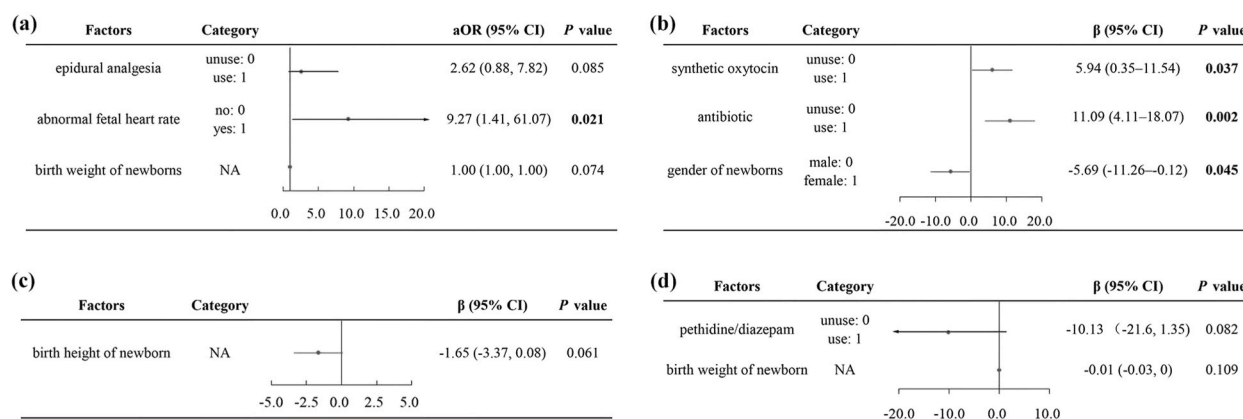 (a)
Factors Category aOR (95% CI) P value
epidural analgesia unuse: 0 use: 1 2.62 (0.88, 7.82) 0.085
abnormal fetal heart rate no: 0 yes: 1 9.27 (1.41, 61.07) 0.021
birth weight of newborns NA 1.00 (1.00, 1.00) 0.074
0.0 5.0 10.0 15.0 20.0
(b)
Factors Category β (95% CI) P value
synthetic oxytocin unuse: 0 use: 1 5.94 (0.35–11.54) 0.037
antibiotic unuse: 0 use: 1 11.09 (4.11–18.07) 0.002
gender of newborns male: 0 female: 1 -5.69 (-11.26–-0.12) 0.045
-20.0 -10.0 0.0 10.0 20.0
(c)
Factors Category β (95% CI) P value
birth height of newborn NA -1.65 (-3.37, 0.08) 0.061
-5.0 -2.5 0.0 2.5 5.0
(d)
Factors Category β (95% CI) P value
pethidine/diazepam unuse: 0 use: 1 -10.13 （-21.6, 1.35) 0.082
birth weight of newborn NA -0.01 (-0.03, 0) 0.109
-20.0 -10.0 0.0 10.0